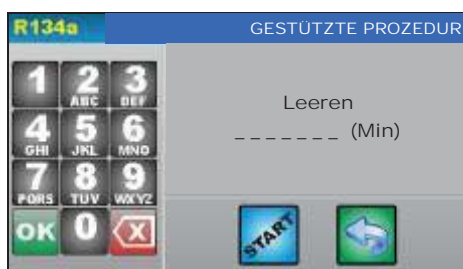 R134a GESTÜTZTE PROZEDUR
1 2 ABC 3 DEF
4 GHI 5 JKL 6 MNO
7 PQRS 8 TUV 9 WXYZ
OK 0 X
Leeren
_ _ _ _ _ _ _ (Min)
START